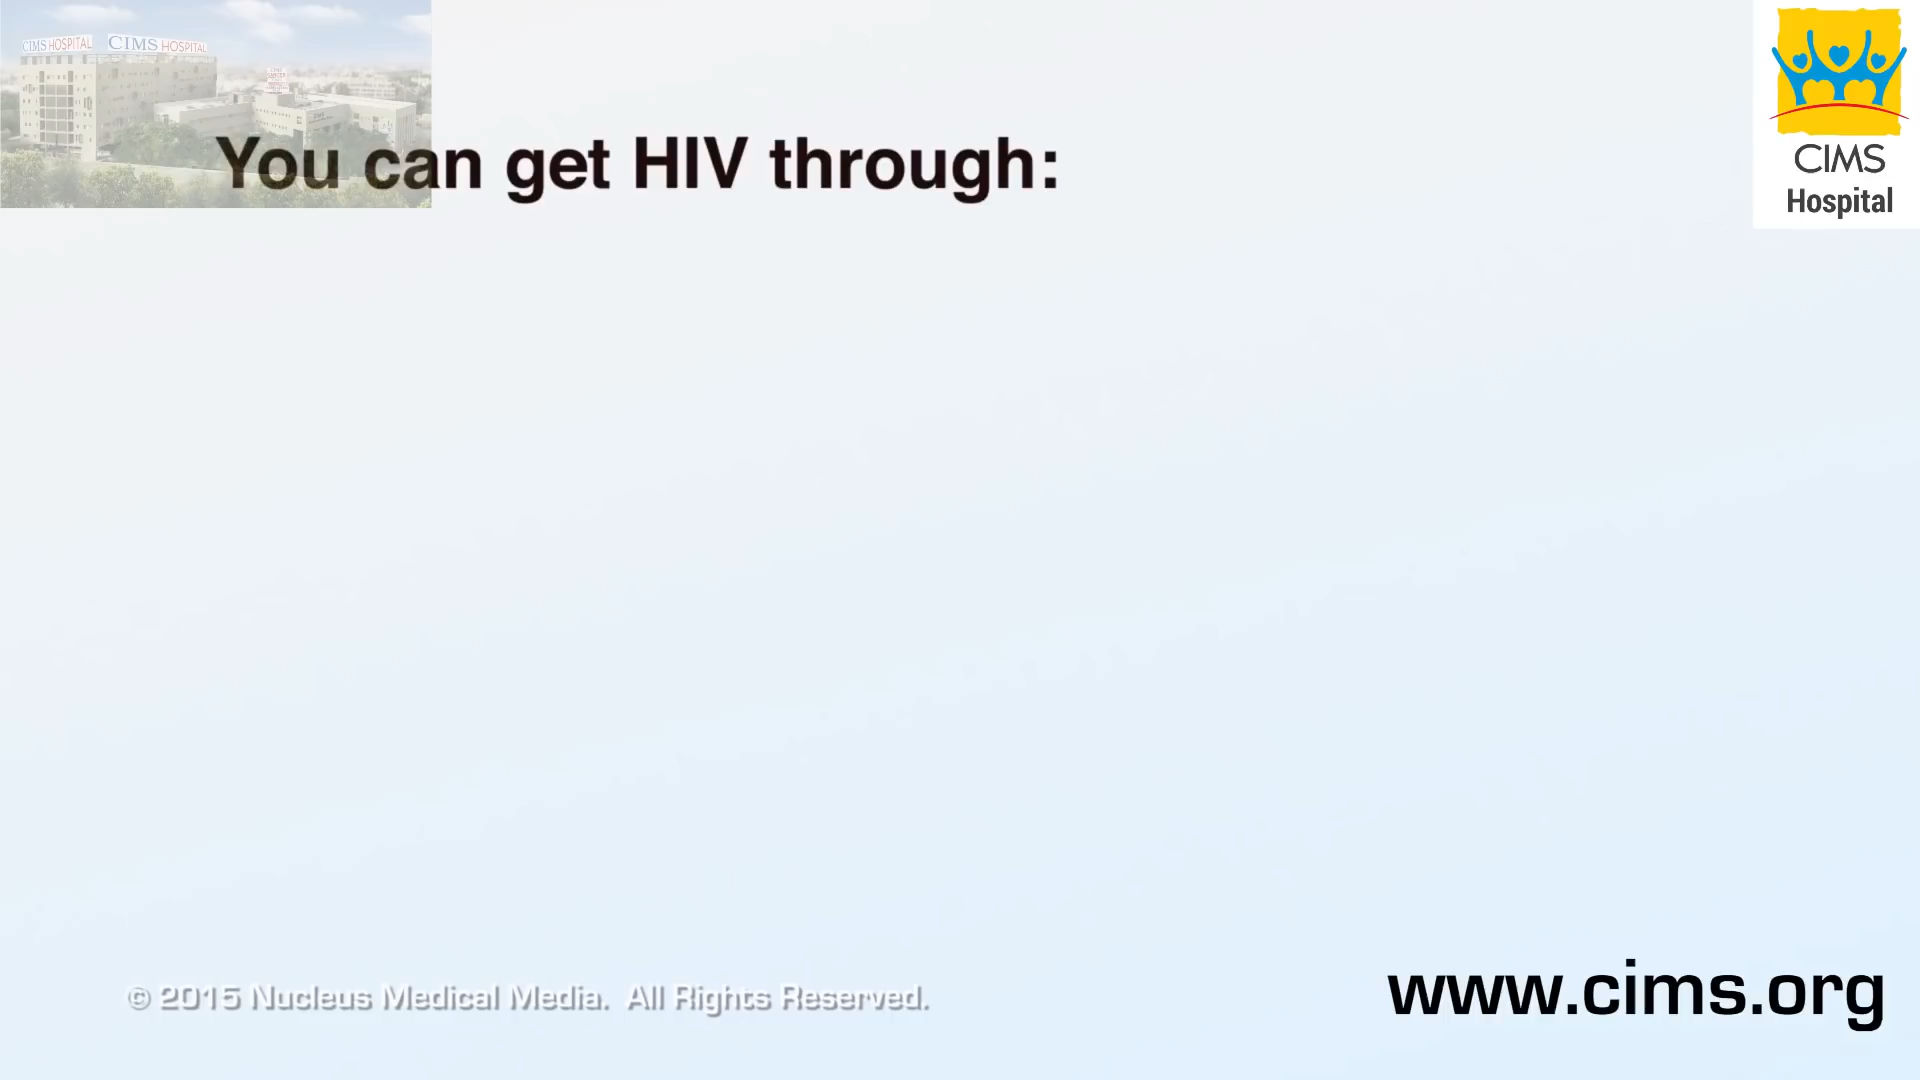 CIMS HOSPITAL CIMS HOSPITAL
You can get HIV through:
CIMS
Hospital
© 2015 Nucleus Medical Media. All Rights Reserved.
www.cims.org